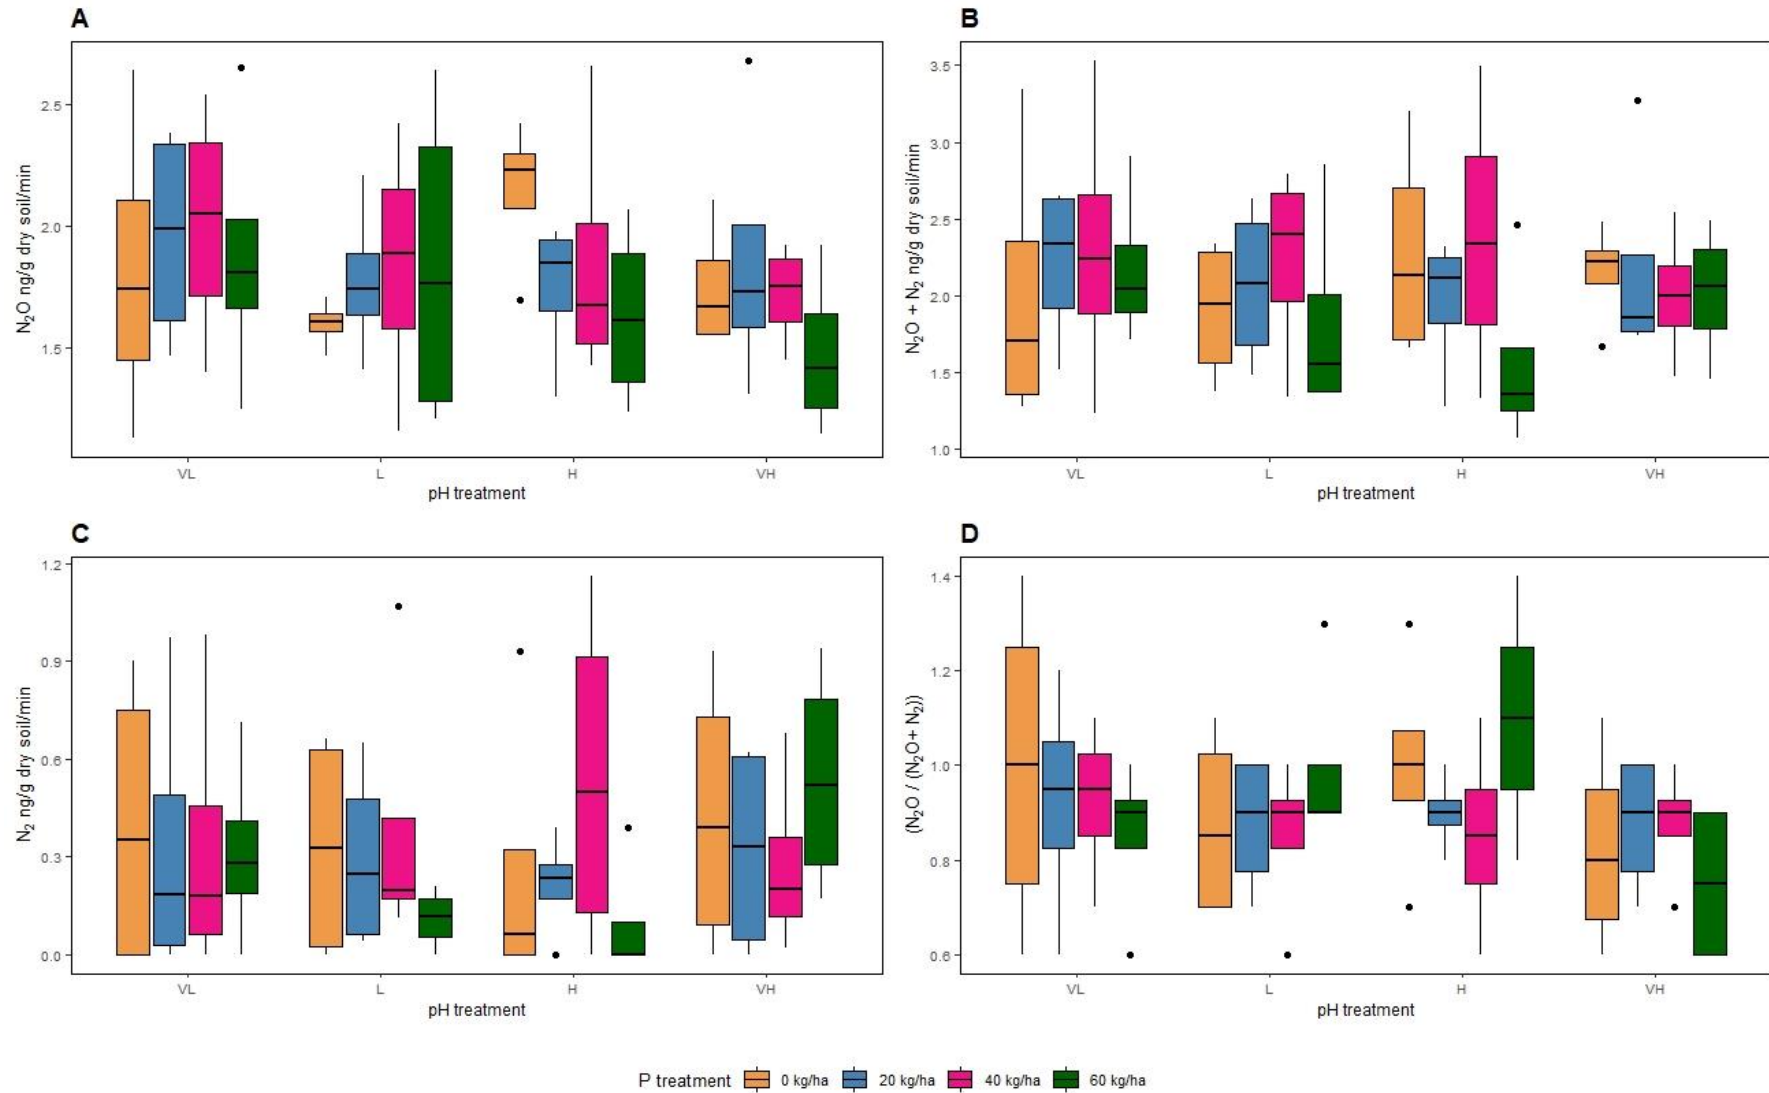 A
N₂O ng/g dry soil/min
2.5
2.0
1.5
VL L H VH
pH treatment
B
N₂O + N₂ ng/g dry soil/min
3.5
3.0
2.5
2.0
1.5
1.0
VL L H VH
pH treatment
C
N₂ ng/g dry soil/min
1.2
0.9
0.6
0.3
0.0
VL L H VH
pH treatment
D
(N₂O / (N₂O+ N₂))
1.4
1.2
1.0
0.8
0.6
VL L H VH
pH treatment
P treatment 0 kg/ha 20 kg/ha 40 kg/ha 60 kg/ha